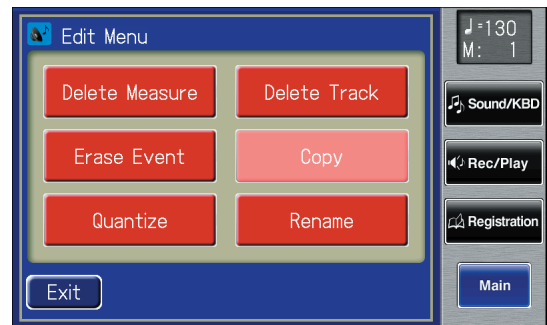 Edit Menu
Delete Measure
Delete Track
Erase Event
Copy
Quantize
Rename
Exit
♩=130
M: 1
Sound/KBD
Rec/Play
Registration
Main